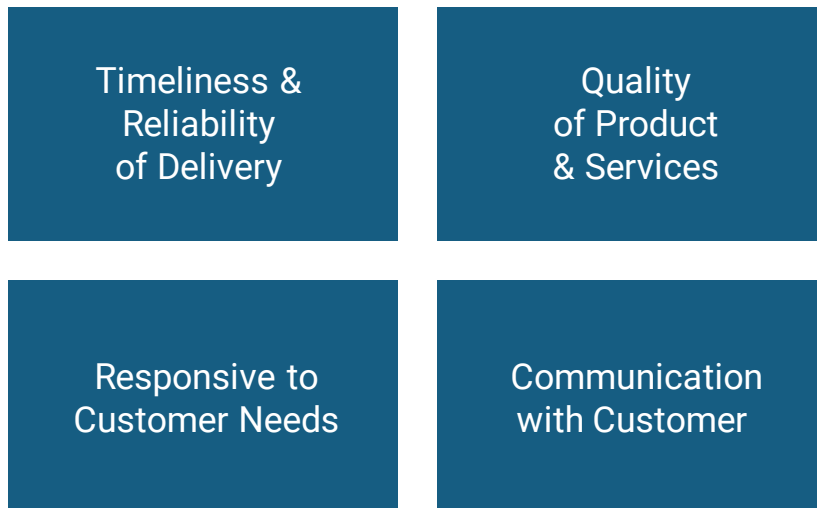 Timeliness &
Reliability
of Delivery
Quality
of Product
& Services
Responsive to
Customer Needs
Communication
with Customer